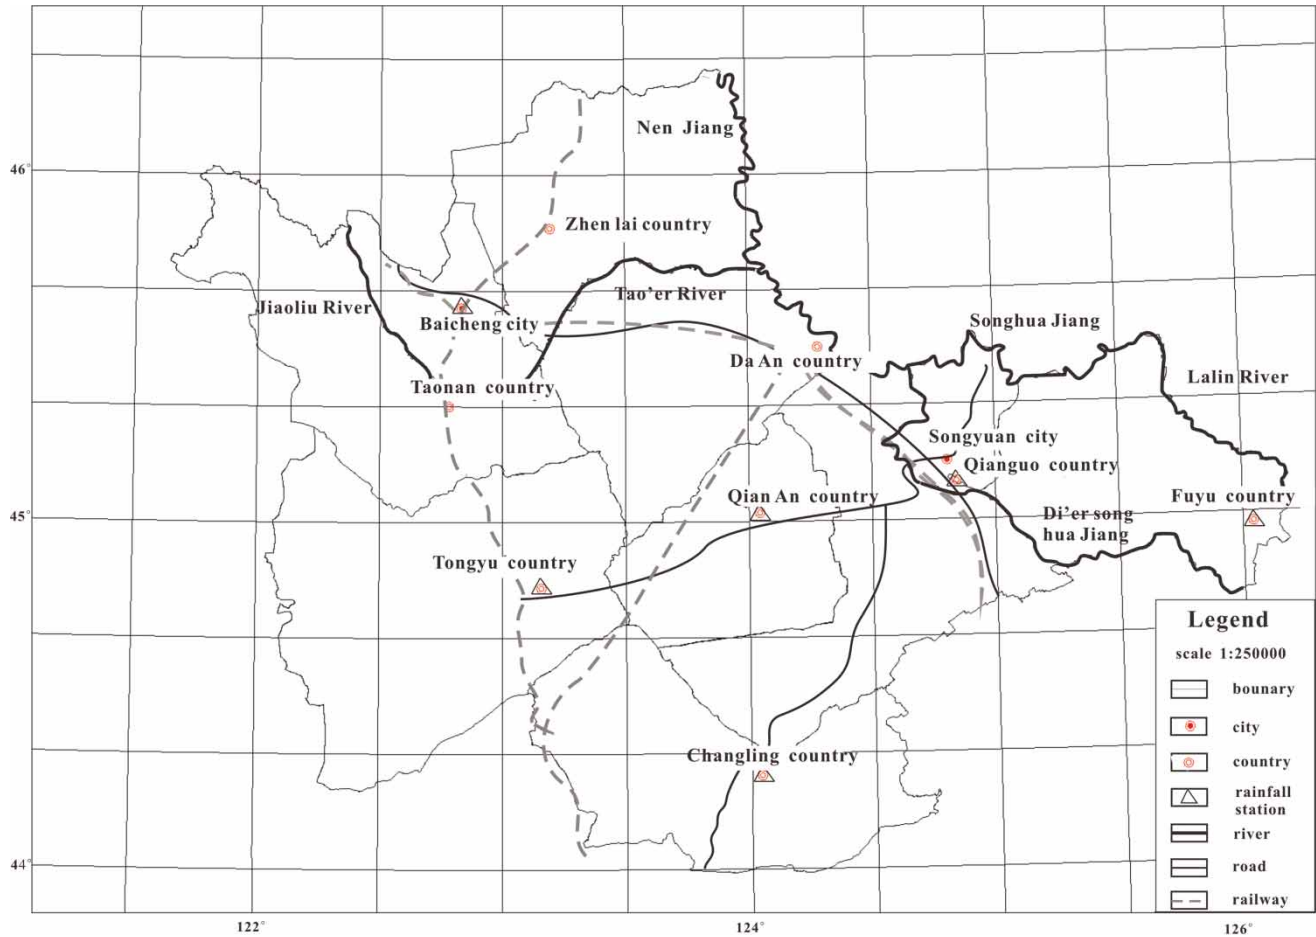 Nen Jiang
46°
Zhen lai country
Jiaoliu River
Tao'er River
Baicheng city
Songhua Jiang
Da An country
Lalin River
Taonan country
Songyuan city
Qianguo country
Qian An country
Fuyu country
45°
Di'er song
hua Jiang
Tongyu country
Changling country
44°
122°
124°
126°
Legend
scale 1:250000
bounary
city
country
rainfall
station
river
road
railway